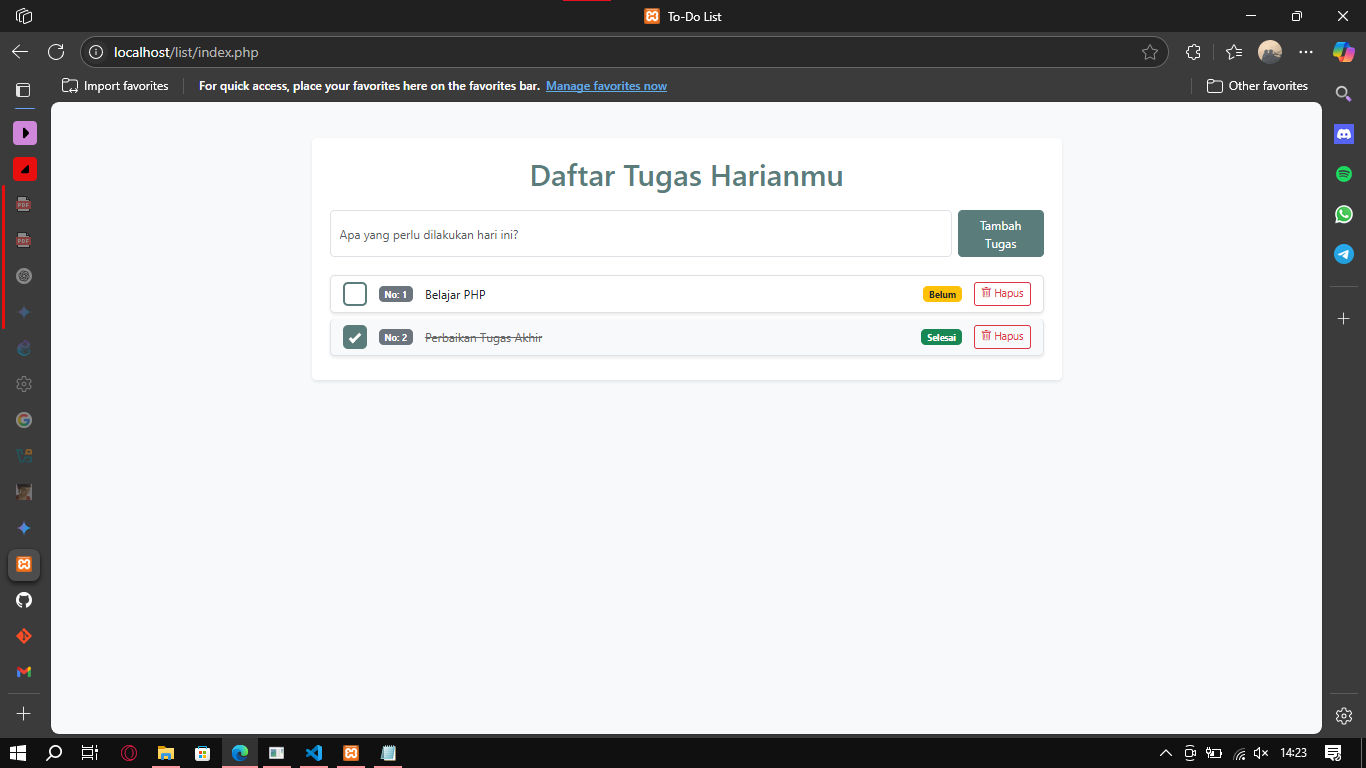 To-Do List
localhost/list/index.php
Import favorites
For quick access, place your favorites here on the favorites bar. Manage favorites now
Other favorites
Daftar Tugas Harianmu
Apa yang perlu dilakukan hari ini?
Tambah
Tugas
No: 1 Belajar PHP Belum Hapus
No: 2 Perbaikan Tugas Akhir Selesai Hapus
PDF
PDF
14:23